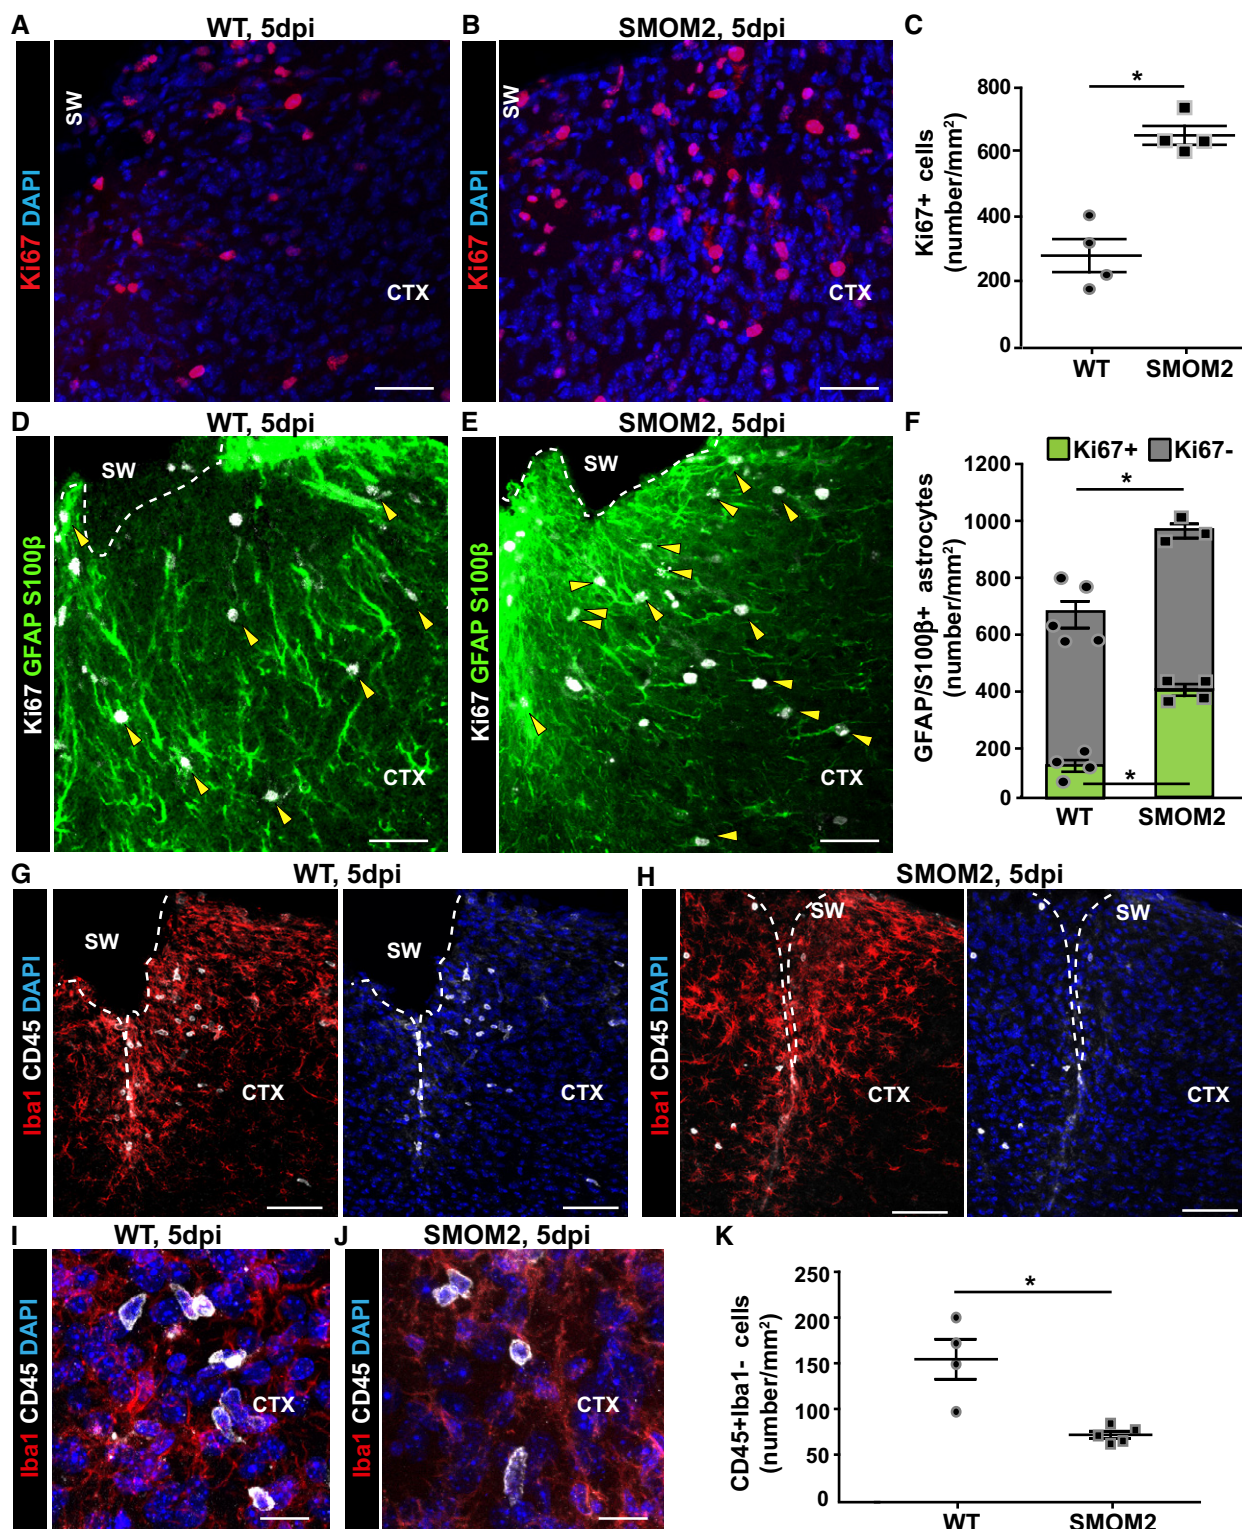 A
WT, 5dpi
Ki67 DAPI
SW
CTX
B
SMOM2, 5dpi
Ki67 DAPI
SW
CTX
C
*
Ki67+ cells
(number/mm²)
800
600
400
200
0
WT
SMOM2
D
WT, 5dpi
Ki67 GFAP S100β
SW
CTX
E
SMOM2, 5dpi
SW
CTX
F
Ki67+ Ki67-
*
GFAP/S100β+ astrocytes
(number/mm²)
1200
1000
800
600
400
200
0
*
WT
SMOM2
G
WT, 5dpi
Iba1 CD45 DAPI
SW
CTX
SW
CTX
H
SMOM2, 5dpi
Iba1 CD45 DAPI
SW
CTX
SW
CTX
I
WT, 5dpi
Iba1 CD45 DAPI
CTX
J
SMOM2, 5dpi
Iba1 CD45 DAPI
CTX
K
*
CD45+Iba1- cells
(number/mm²)
250
200
150
100
50
0
WT
SMOM2